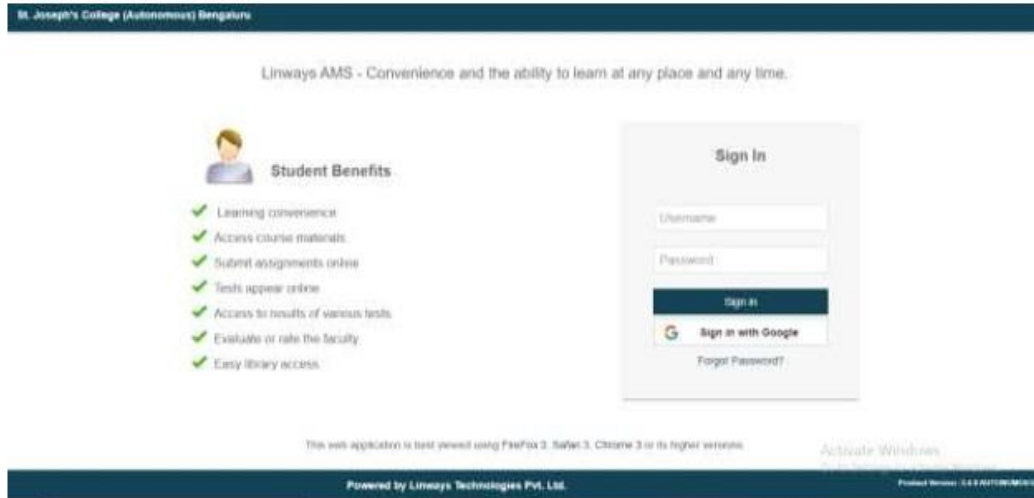 St. Joseph's College (Autonomous) Bengaluru
Linways AMS - Convenience and the ability to learn at any place and any time.
Student Benefits
Learning convenience
Access course materials
Submit assignments online
Tests appear online
Access to results of various tests
Evaluate or rate the faculty
Easy library access
Sign In
Username
Password
Sign in
Sign in with Google
Forgot Password?
This web application is best viewed using FireFox 3, Safari 3, Chrome 3 or its higher versions
Activate Windows
Powered by Linways Technologies Pvt. Ltd.
Product Version :